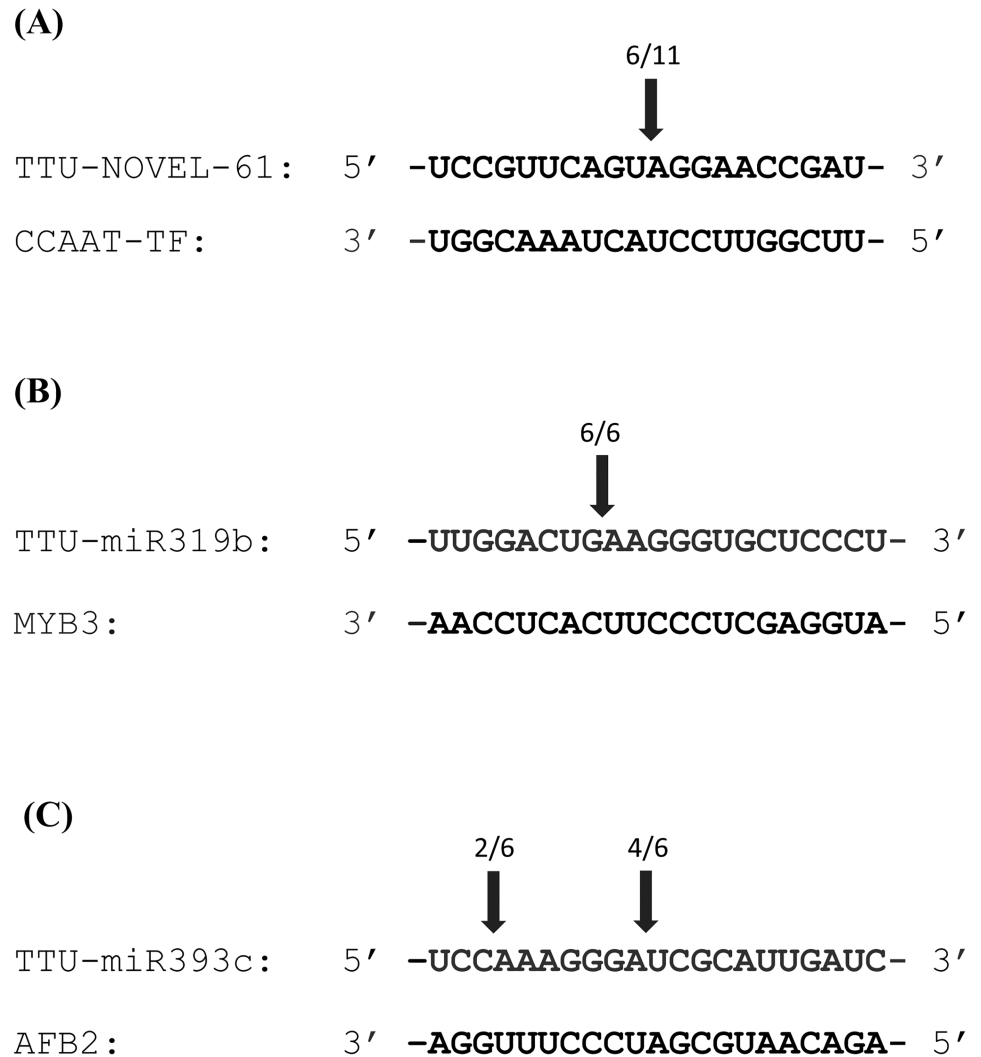 (A)
6/11
TTU-NOVEL-61: 5′ -UCCGUUCAGUAGGAACCGAU- 3′
CCAAT-TF: 3′ -UGGCAAAUCAUCCUUGGCUU- 5′
(B)
6/6
TTU-miR319b: 5′ -UUGGACUGAAGGGUGCUCCCU- 3′
MYB3: 3′ -AACCUCACUUCCCUCGAGGUA- 5′
(C)
2/6 4/6
TTU-miR393c: 5′ -UCCAAAGGGAUCGCAUUGAUC- 3′
AFB2: 3′ -AGGUUUCCCUAGCGUAACAGA- 5′